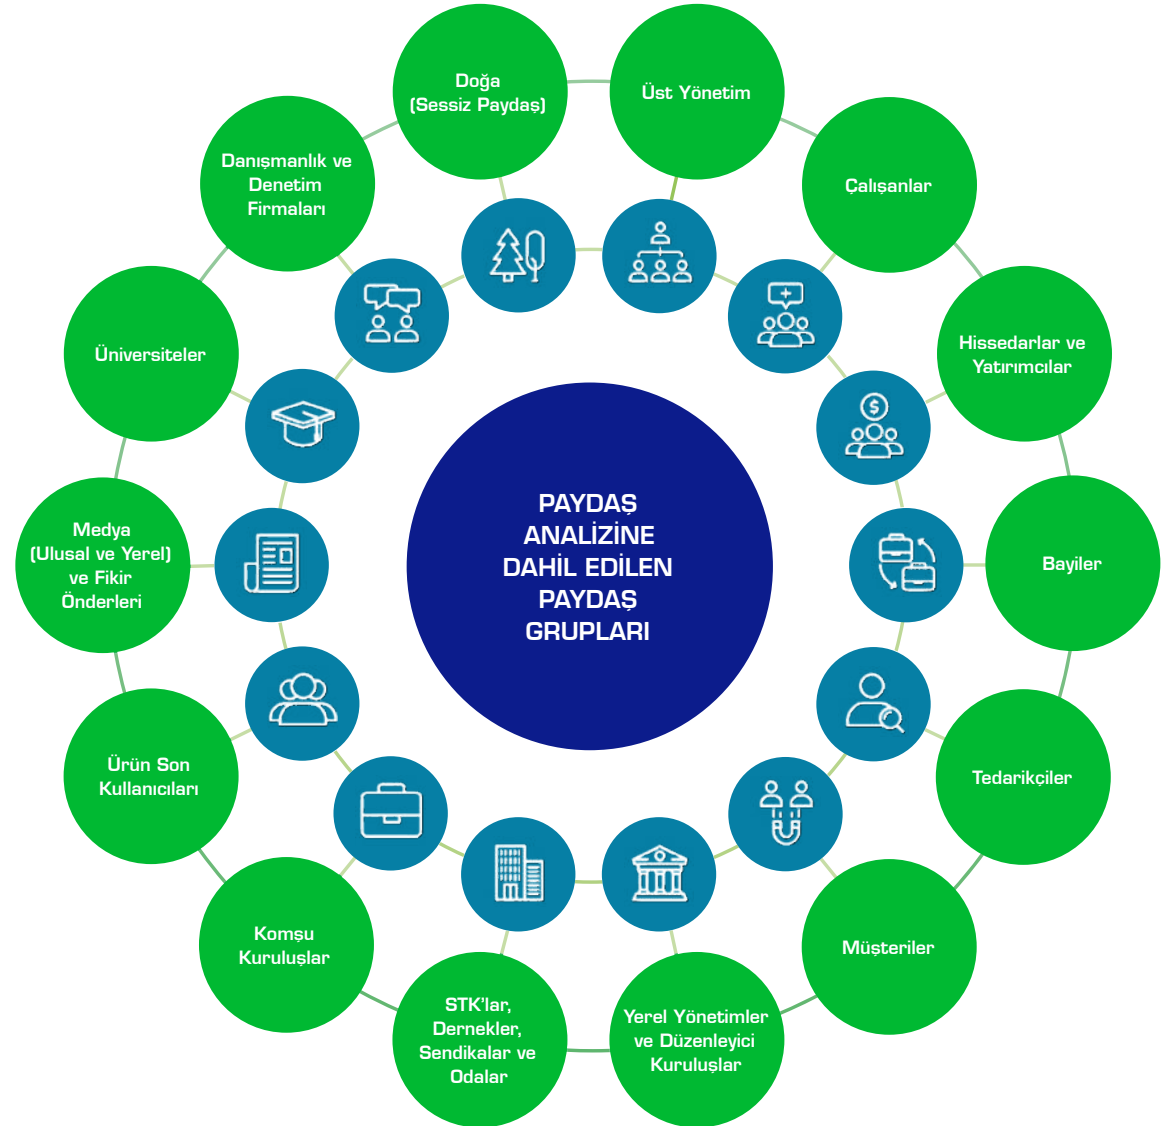 PAYDAŞ
ANALİZİNE
DAHİL EDİLEN
PAYDAŞ
GRUPLARI
Üst Yönetim
Çalışanlar
Hissedarlar ve
Yatırımcılar
Bayiler
Tedarikçiler
Müşteriler
Yerel Yönetimler
ve Düzenleyici
Kuruluşlar
STK'lar,
Dernekler,
Sendikalar ve
Odalar
Komşu
Kuruluşlar
Ürün Son
Kullanıcıları
Medya
(Ulusal ve Yerel)
ve Fikir
Önderleri
Üniversiteler
Danışmanlık ve
Denetim
Firmaları
Doğa
(Sessiz Paydaş)
$